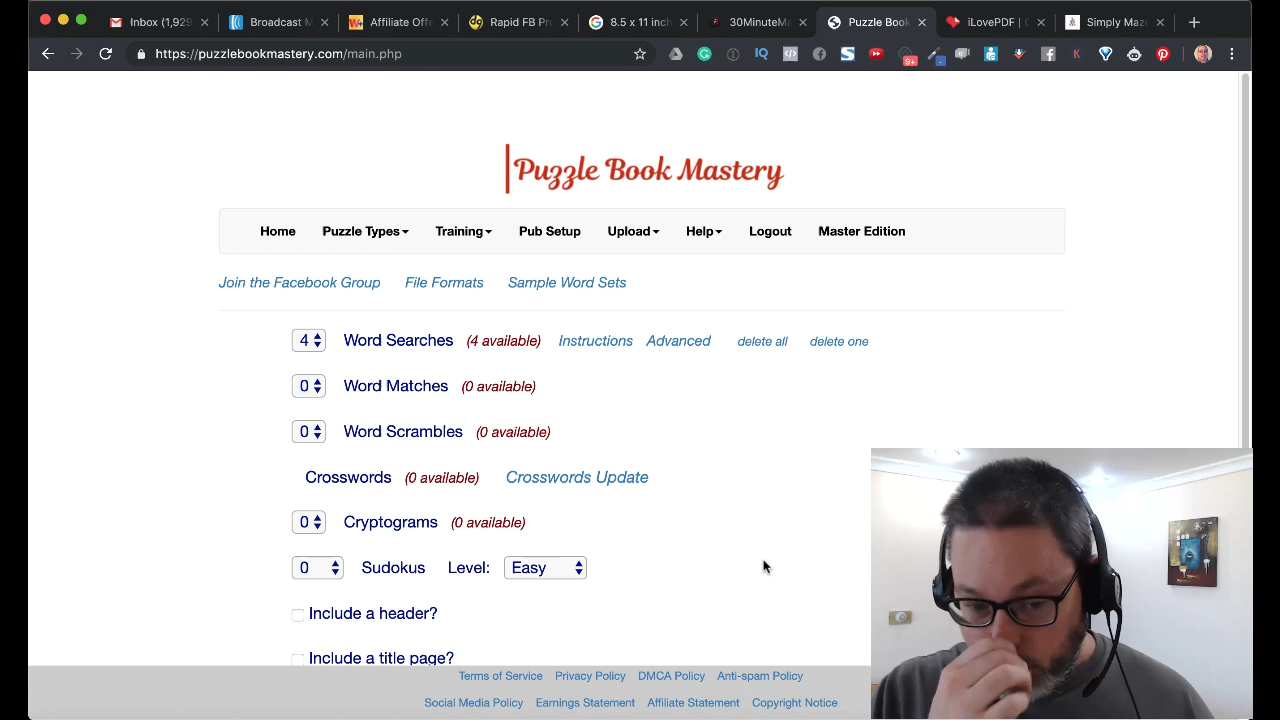 Inbox (1,929
Broadcast M
Affiliate Offe
Rapid FB Pro
8.5 x 11 inch
30MinuteMa
Puzzle Book
iLovePDF | O
Simply Maze
https://puzzlebookmastery.com/main.php
9+
Puzzle Book Mastery
Home Puzzle Types Training Pub Setup Upload Help Logout Master Edition
Join the Facebook Group File Formats Sample Word Sets
4 Word Searches (4 available) Instructions Advanced delete all delete one
0 Word Matches (0 available)
0 Word Scrambles (0 available)
Crosswords (0 available) Crosswords Update
0 Cryptograms (0 available)
0 Sudokus Level: Easy
Include a header?
Include a title page?
Terms of Service Privacy Policy DMCA Policy Anti-spam Policy
Social Media Policy Earnings Statement Affiliate Statement Copyright Notice